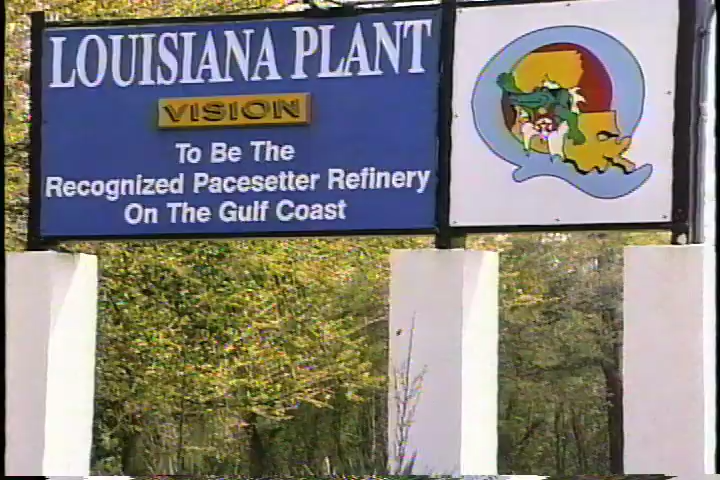 LOUISIANA PLANT
VISION
To Be The
Recognized Pacesetter Refinery
On The Gulf Coast